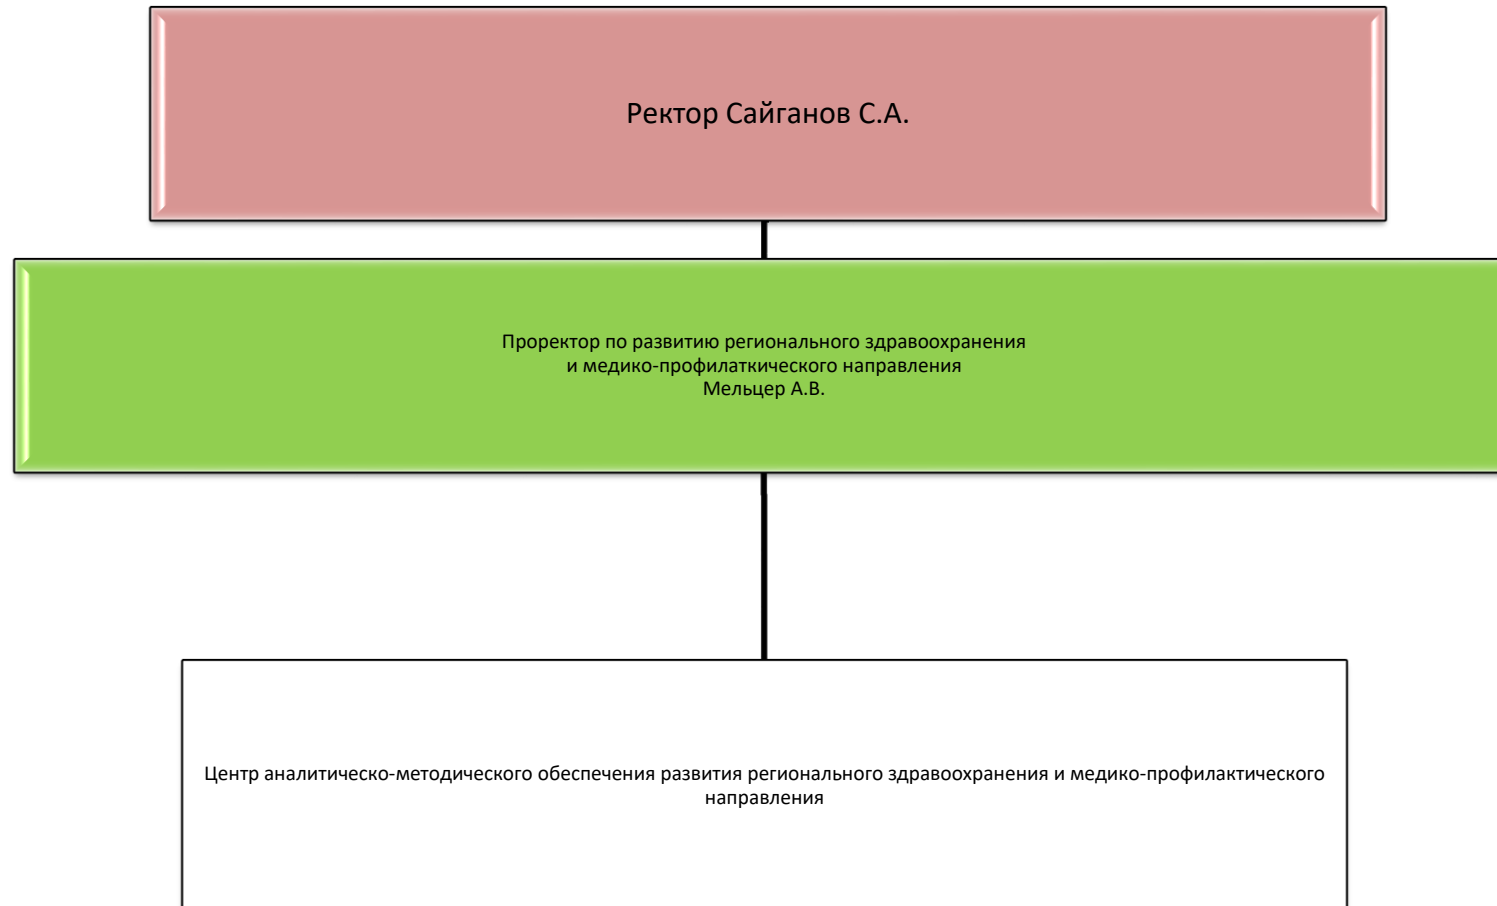 Ректор Сайганов С.А.
Проректор по развитию регионального здравоохранения
и медико-профилаткического направления
Мельцер А.В.
Центр аналитическо-методического обеспечения развития регионального здравоохранения и медико-профилактического
направления